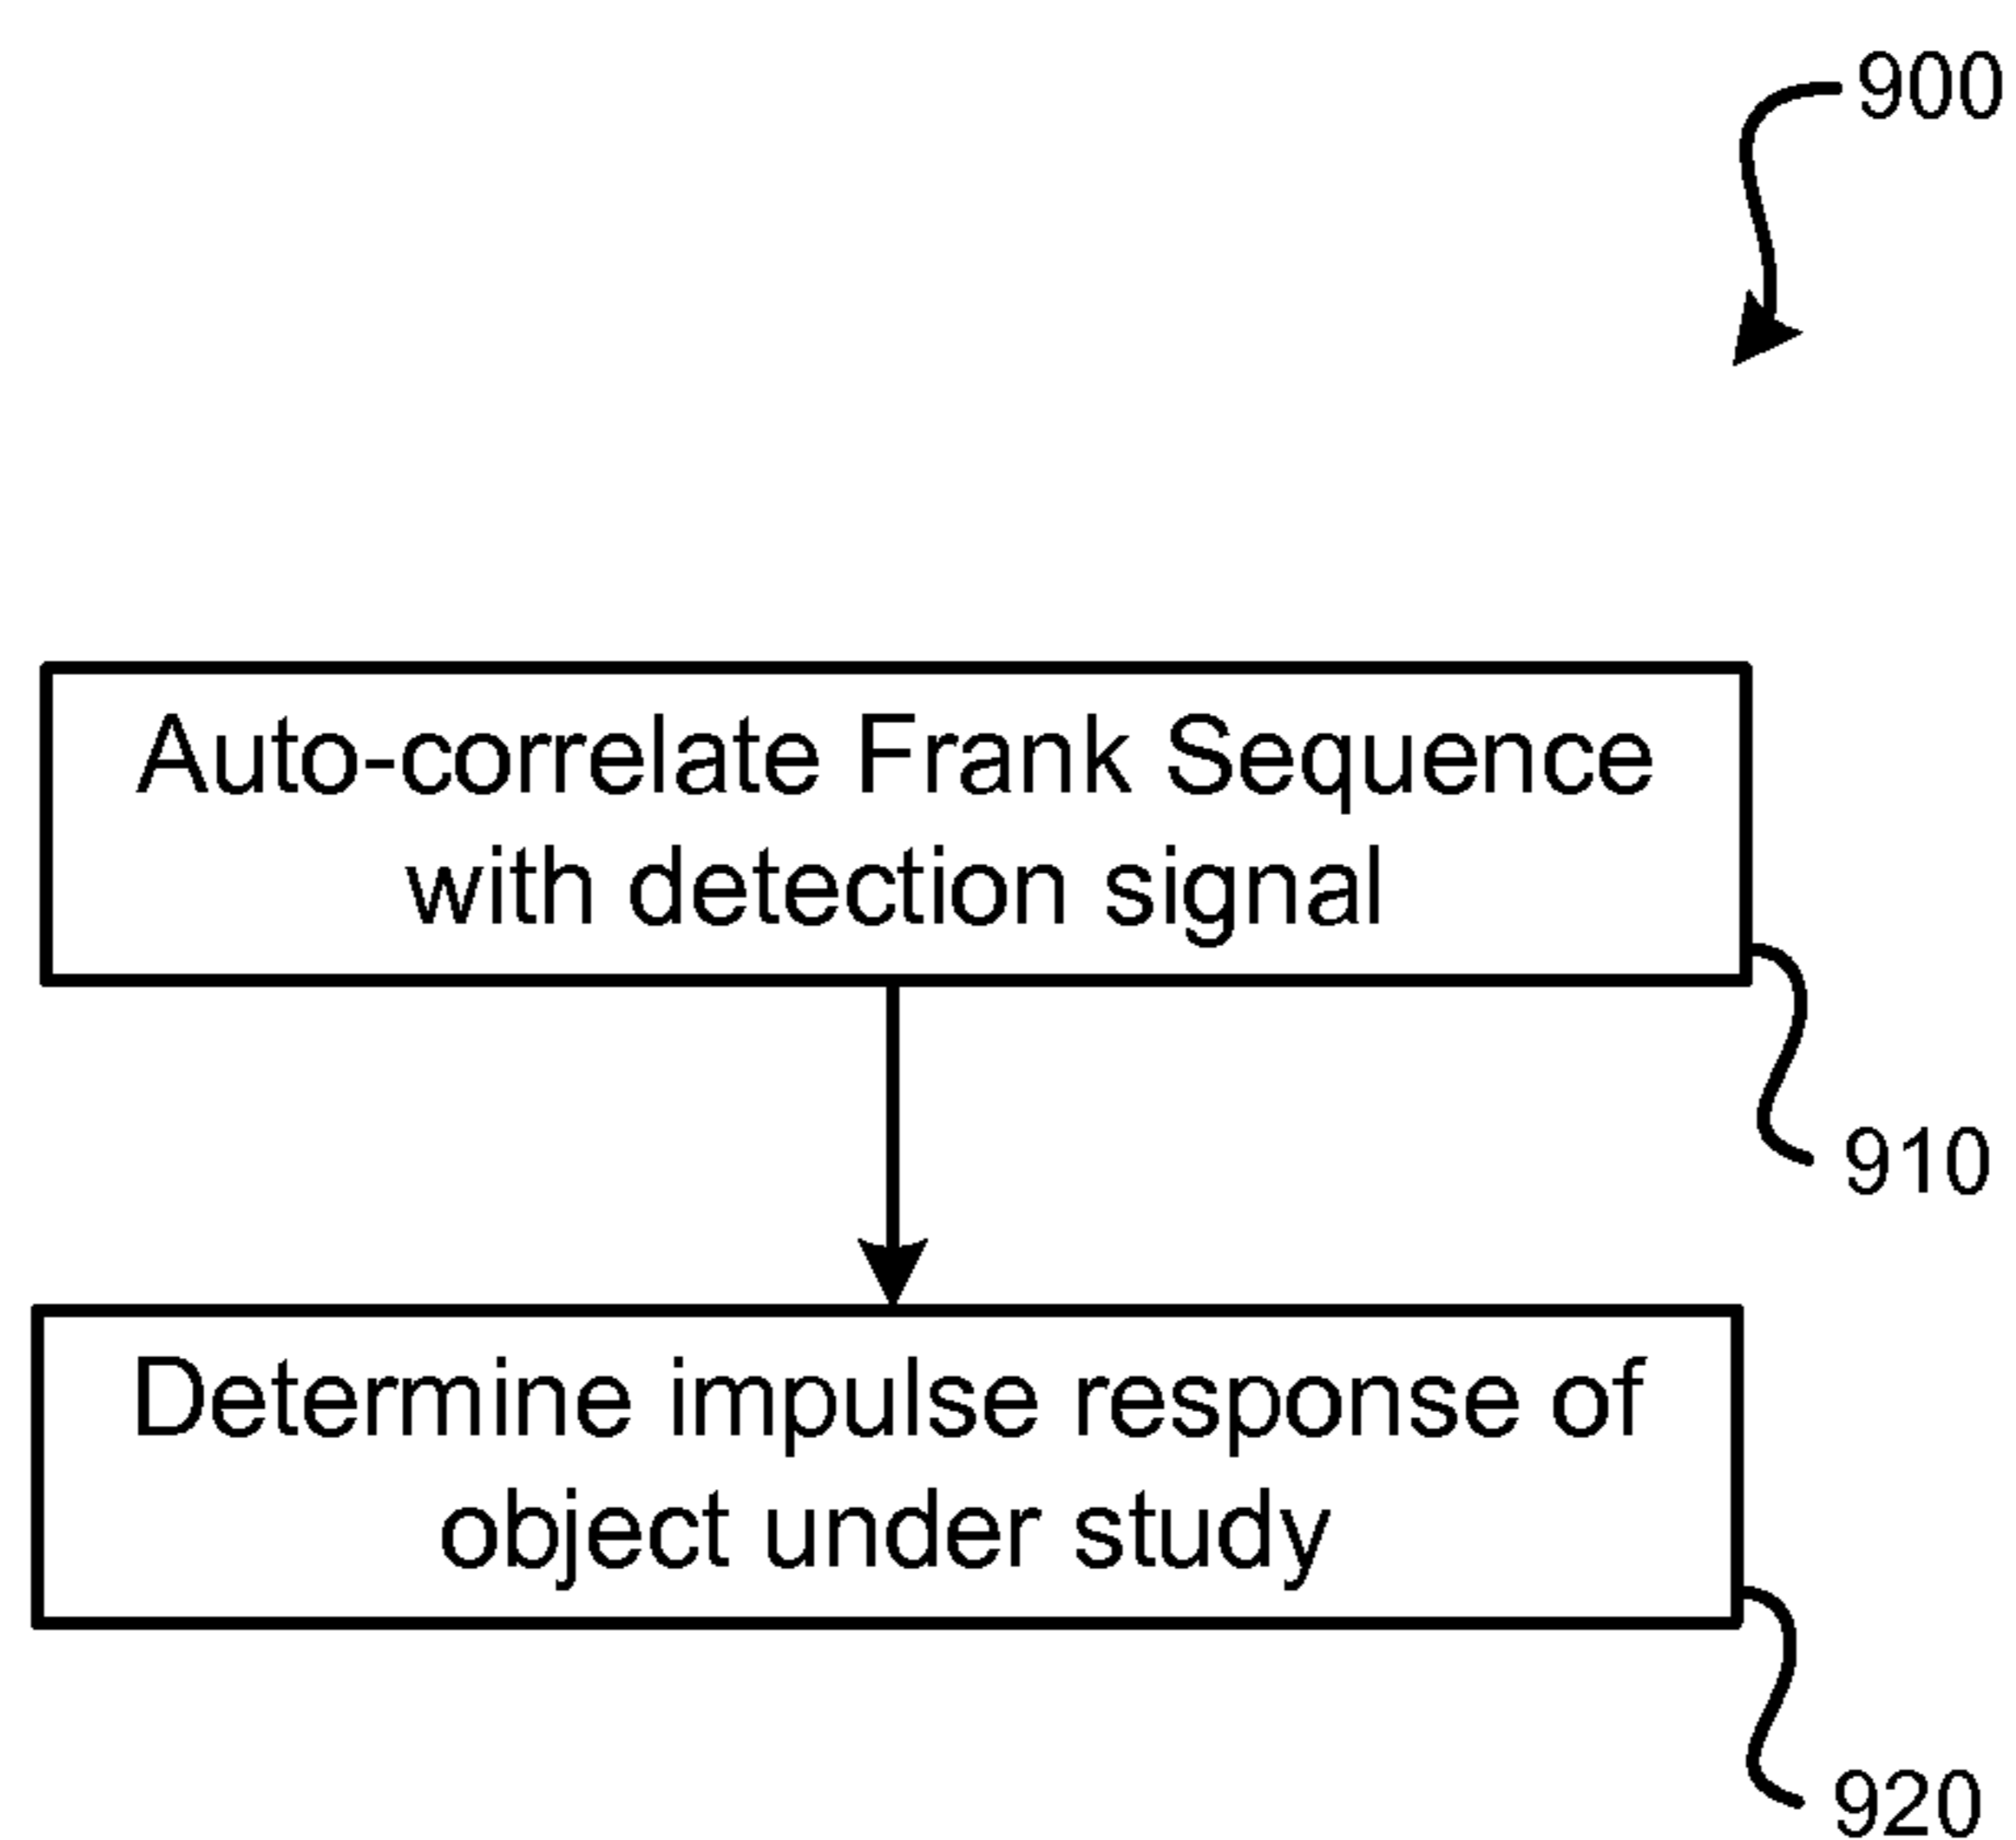 900
Auto-correlate Frank Sequence
with detection signal
910
Determine impulse response of
object under study
920